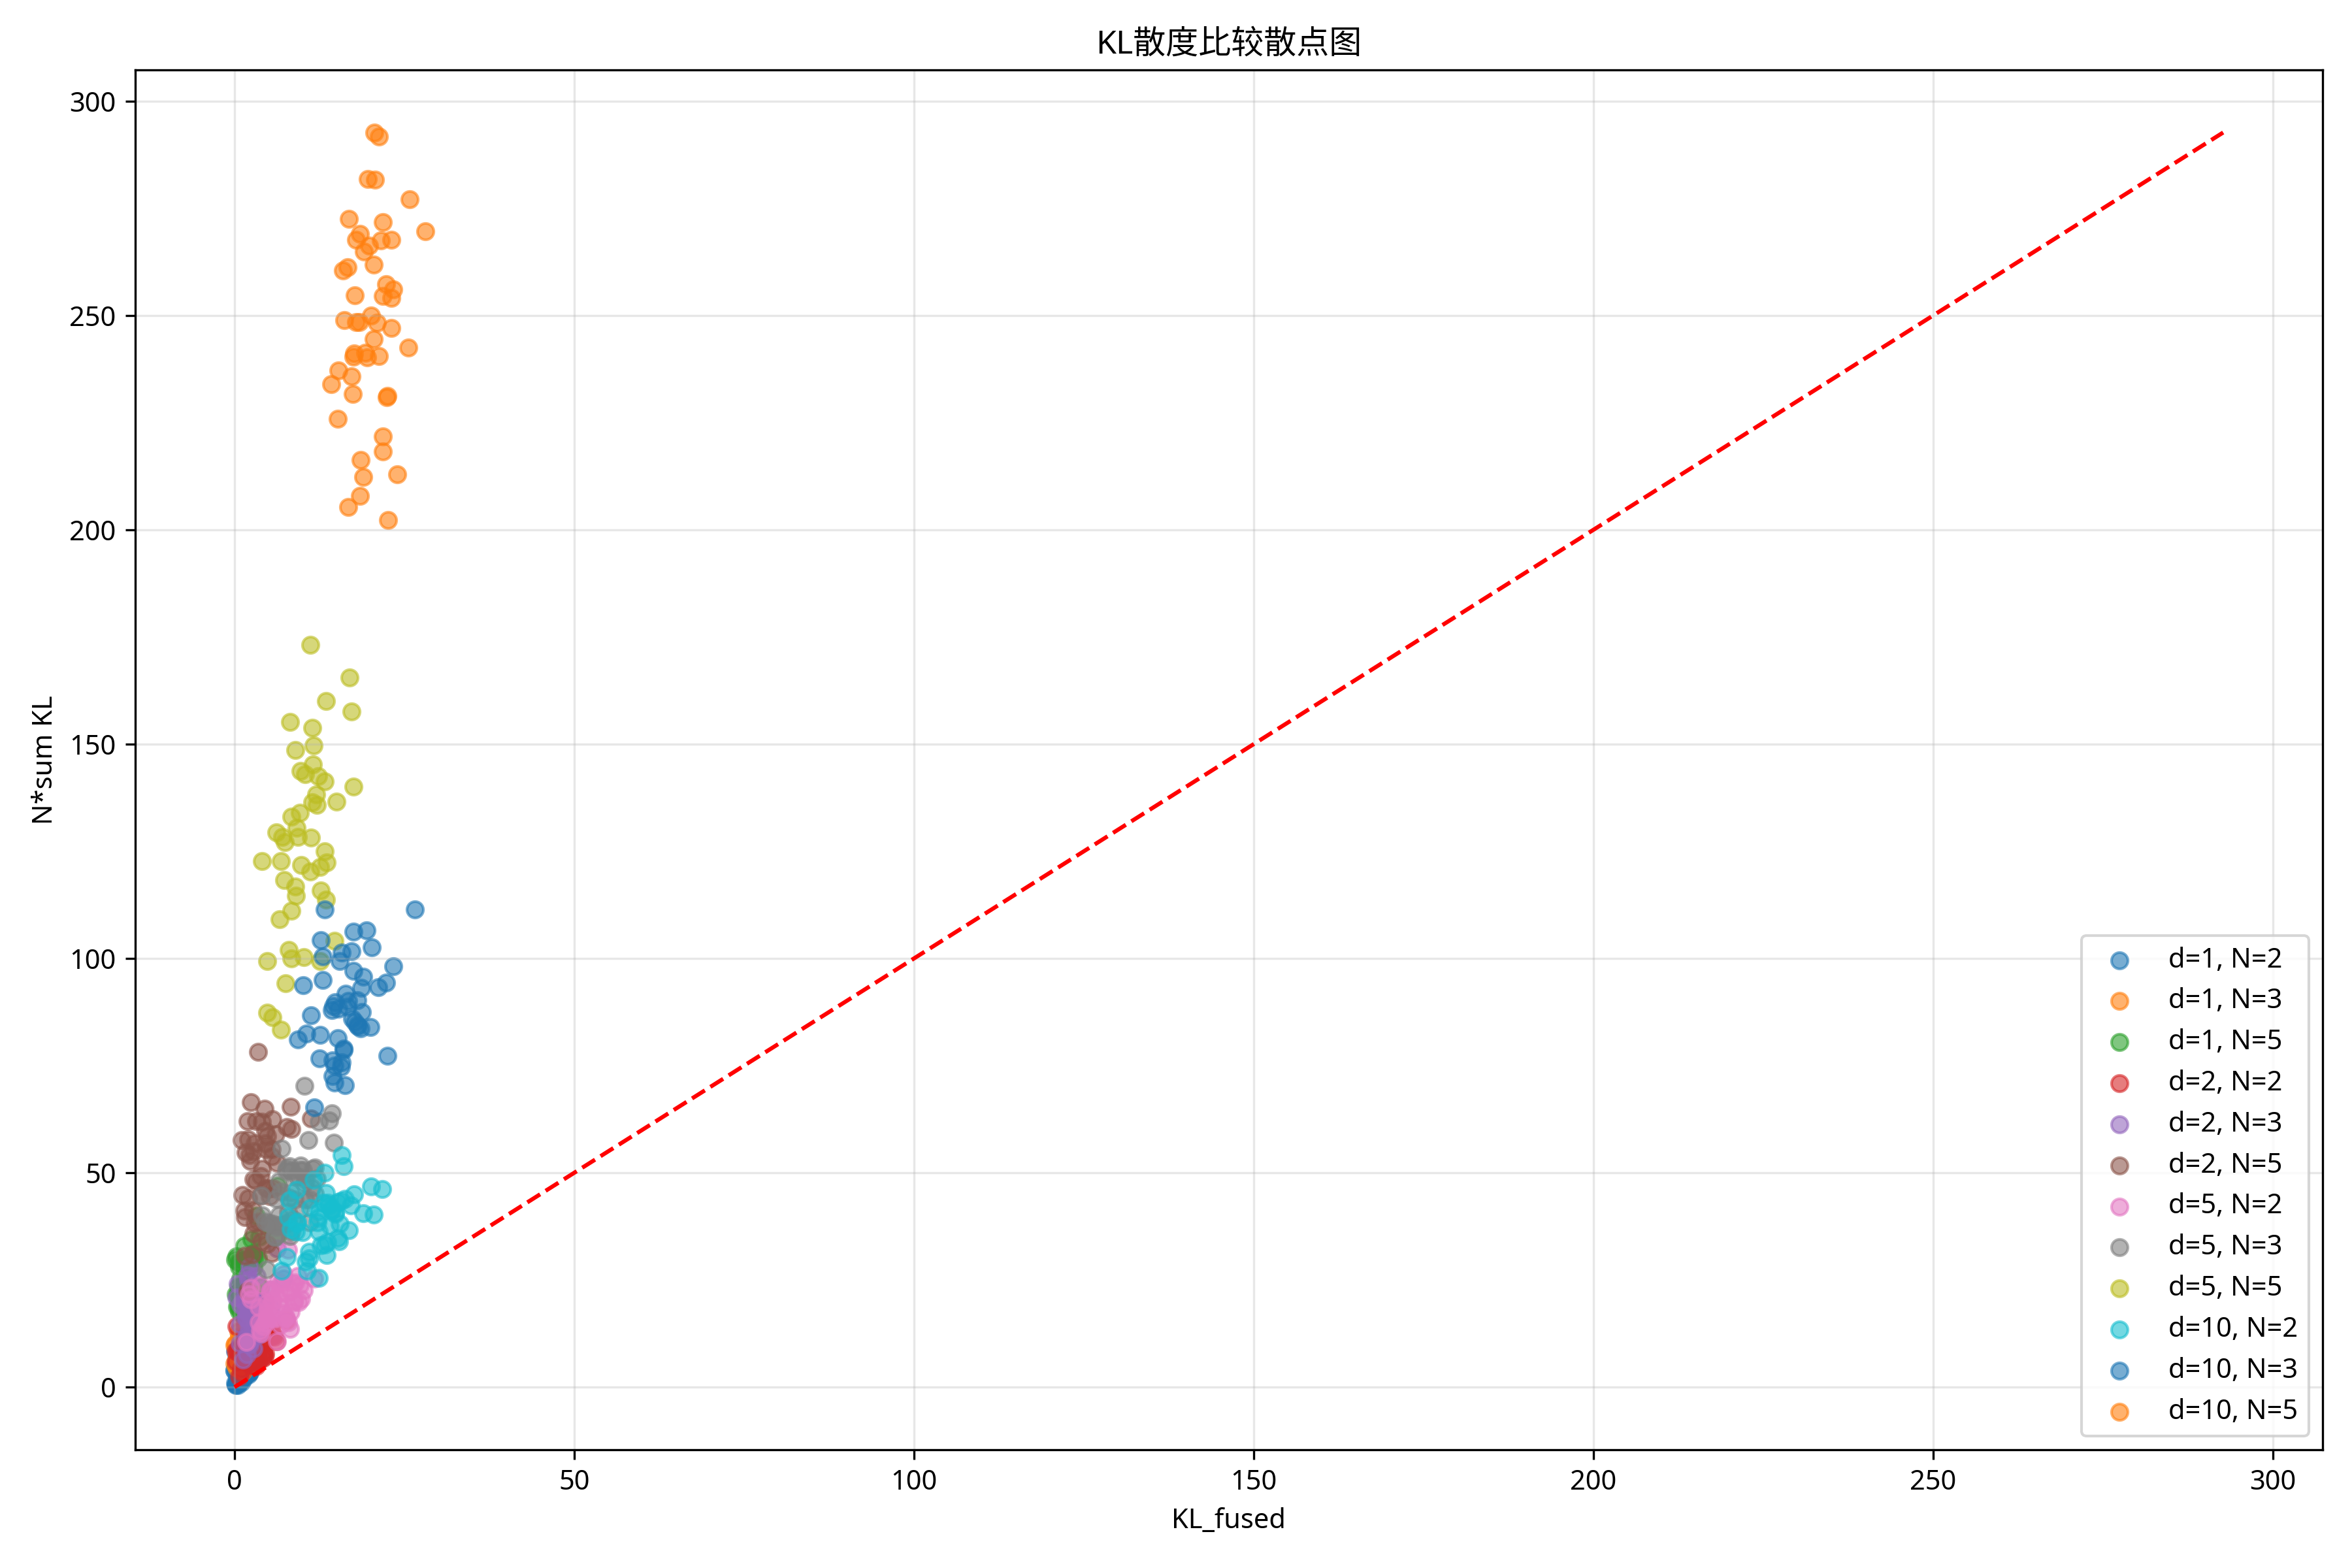 KL散度比较散点图
300
250
200
150
100
50
0
N*sum KL
0 50 100 150 200 250 300
KL_fused
d=1, N=2
d=1, N=3
d=1, N=5
d=2, N=2
d=2, N=3
d=2, N=5
d=5, N=2
d=5, N=3
d=5, N=5
d=10, N=2
d=10, N=3
d=10, N=5